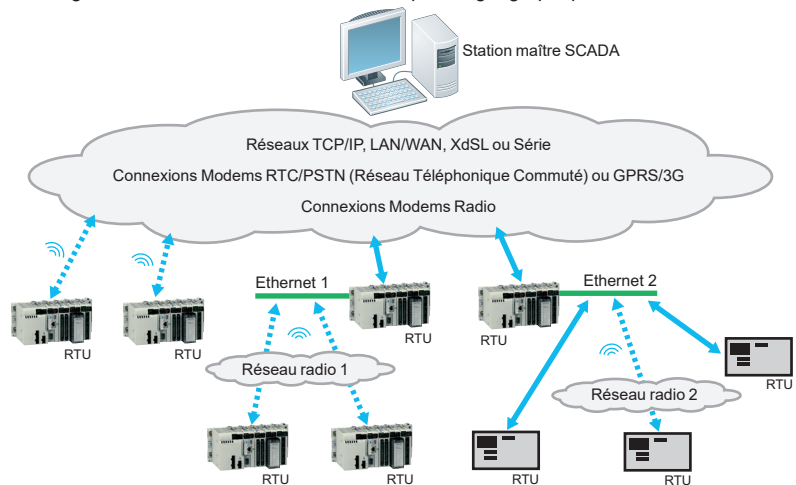 Station maître SCADA
Réseaux TCP/IP, LAN/WAN, XdSL ou Série
Connexions Modems RTC/PSTN (Réseau Téléphonique Commuté) ou GPRS/3G
Connexions Modems Radio
Ethernet 1
Ethernet 2
RTU
RTU
RTU
RTU
Réseau radio 1
RTU
Réseau radio 2
RTU
RTU
RTU
RTU